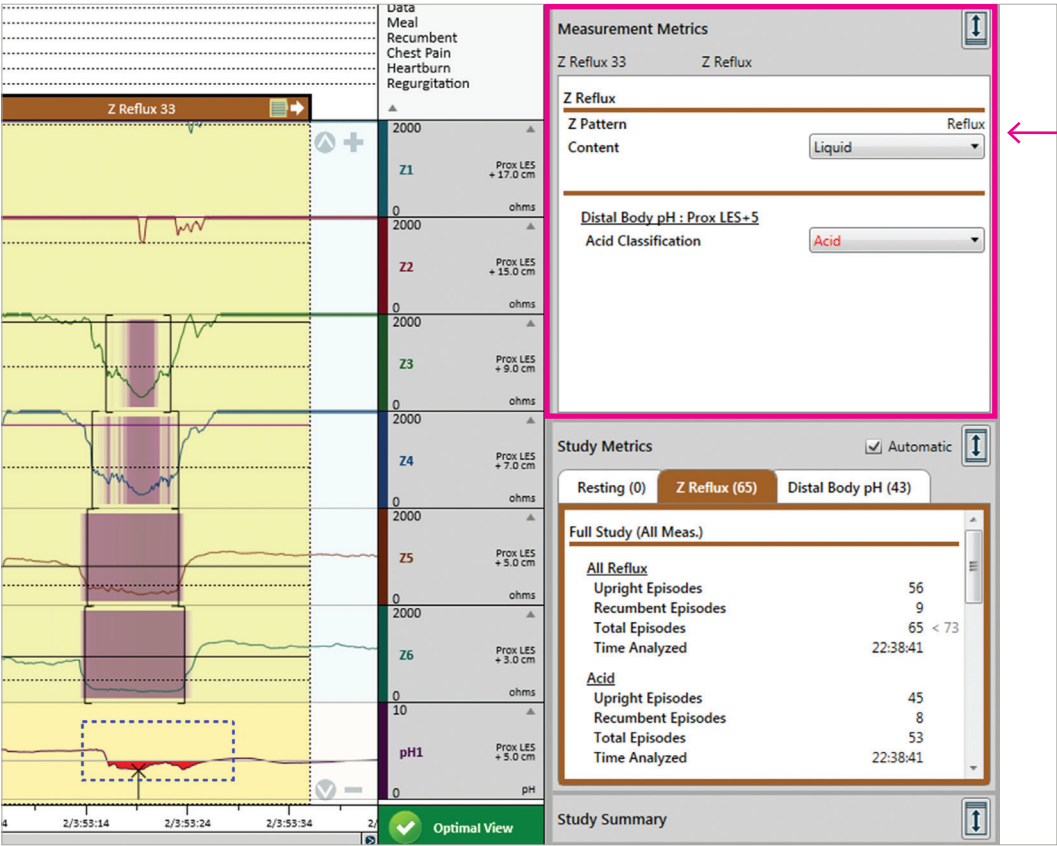 Data
Meal
Recumbent
Chest Pain
Heartburn
Regurgitation
Z Reflux 33
2000
Z1
Prox LES
+ 17.0 cm
0
ohms
2000
Z2
Prox LES
+ 15.0 cm
0
ohms
2000
Z3
Prox LES
+ 9.0 cm
0
ohms
2000
Z4
Prox LES
+ 7.0 cm
0
ohms
2000
Z5
Prox LES
+ 5.0 cm
0
ohms
2000
Z6
Prox LES
+ 3.0 cm
0
ohms
10
pH1
Prox LES
+ 5.0 cm
0
pH
4 2/3:53:14 2/3:53:24 2/3:53:34 2/
Optimal View
Measurement Metrics
Z Reflux 33 Z Reflux
Z Reflux
Z Pattern Reflux
Content Liquid
Distal Body pH : Prox LES+5
Acid Classification Acid
Study Metrics Automatic
Resting (0) Z Reflux (65) Distal Body pH (43)
Full Study (All Meas.)
All Reflux
Upright Episodes 56
Recumbent Episodes 9
Total Episodes 65 < 73
Time Analyzed 22:38:41
Acid
Upright Episodes 45
Recumbent Episodes 8
Total Episodes 53
Time Analyzed 22:38:41
Study Summary